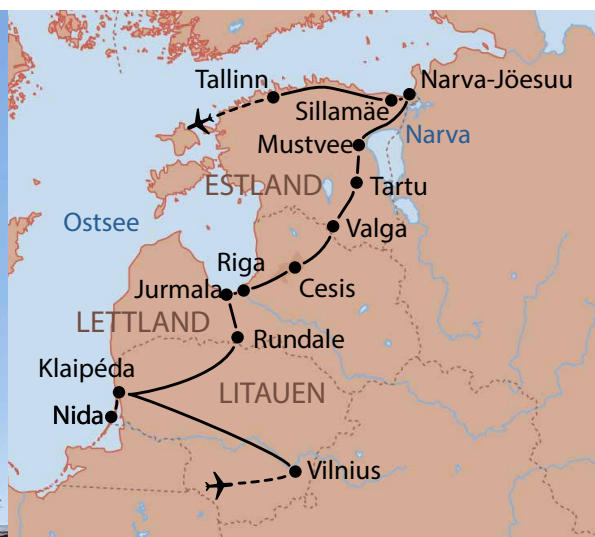 Tallinn
Narva-Jöesuu
Sillamäe
Mustvee
Narva
ESTLAND
Tartu
Ostsee
Valga
Riga
Jurmala
Cesis
LETTLAND
Rundale
Klaipéda
LITAUEN
Nida
Vilnius